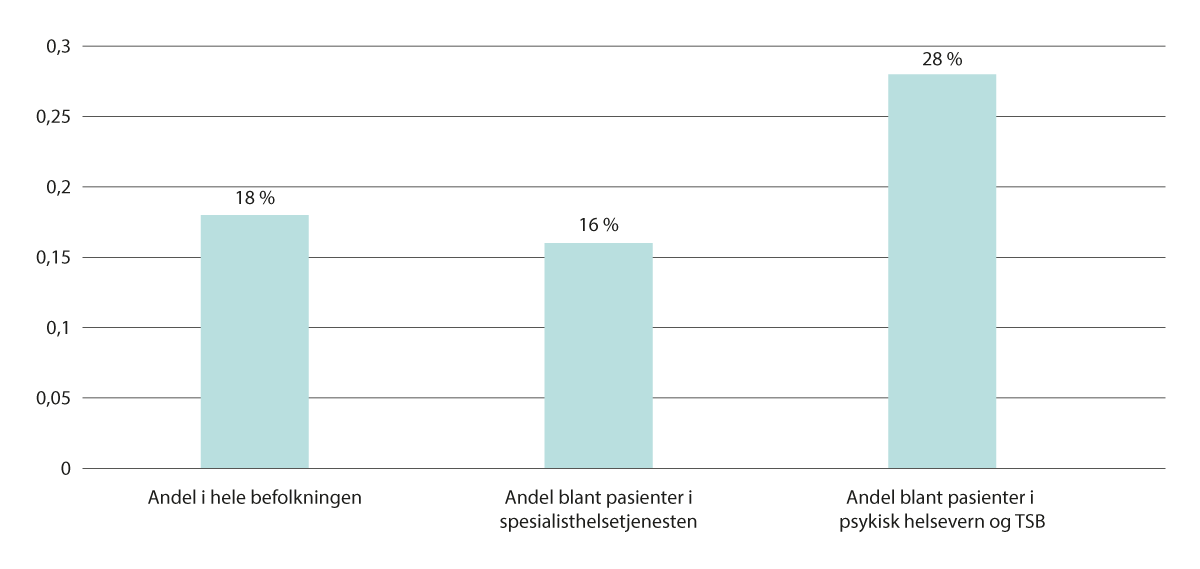 0,3
28 %
0,25
0,2
18 %
16 %
0,15
0,1
0,05
0
Andel i hele befolkningen
Andel blant pasienter i
spesialisthelsetjenesten
Andel blant pasienter i
psykisk helsevern og TSB